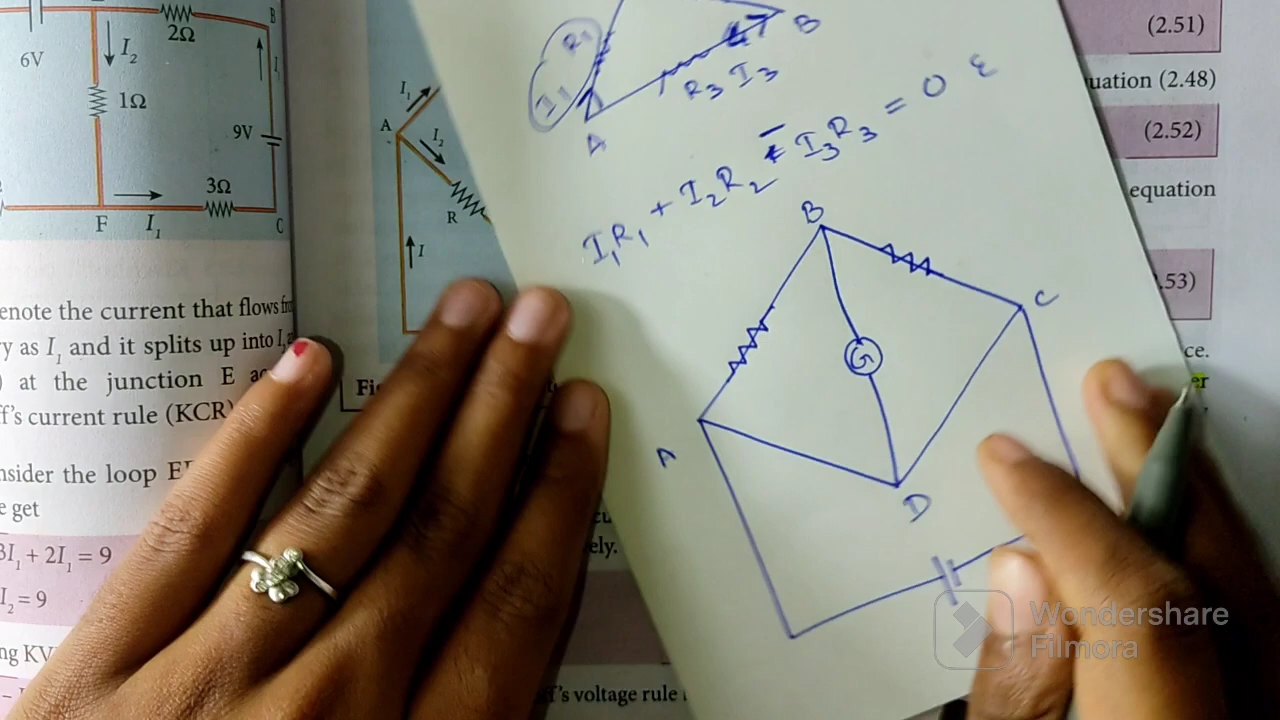 6V
I₂
2Ω
B
1Ω
9V
3Ω
F
I₁
C
enote the current that flows
y as I₁ and it splits up into I
) at the junction E
f's current rule (KCR)
nsider the loop
e get
3I₁ + 2I₁ = 9
I₂ = 9
ng KV
I₁
A
I₂
R
I
R₁
I₁
A
B
R₃ I₃
I₁R₁ + I₂R₂ - I₃R₃ = 0
B
C
G
A
D
(2.51)
uation (2.48)
(2.52)
equation
.53)
ce.
er
ely.
's voltage rule
Wondershare
Filmora